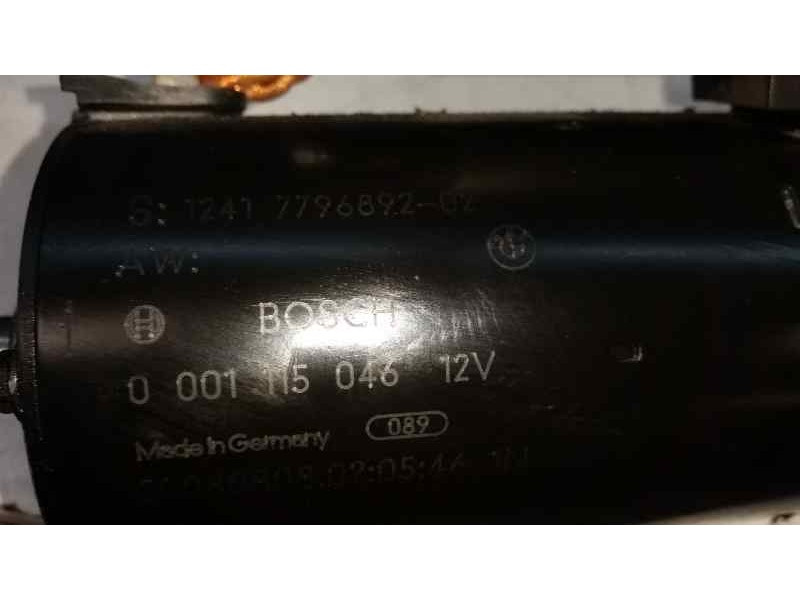 S: 1241 7796892-02
AW:
BOSCH
0 001 115 046 12V
Made in Germany 089